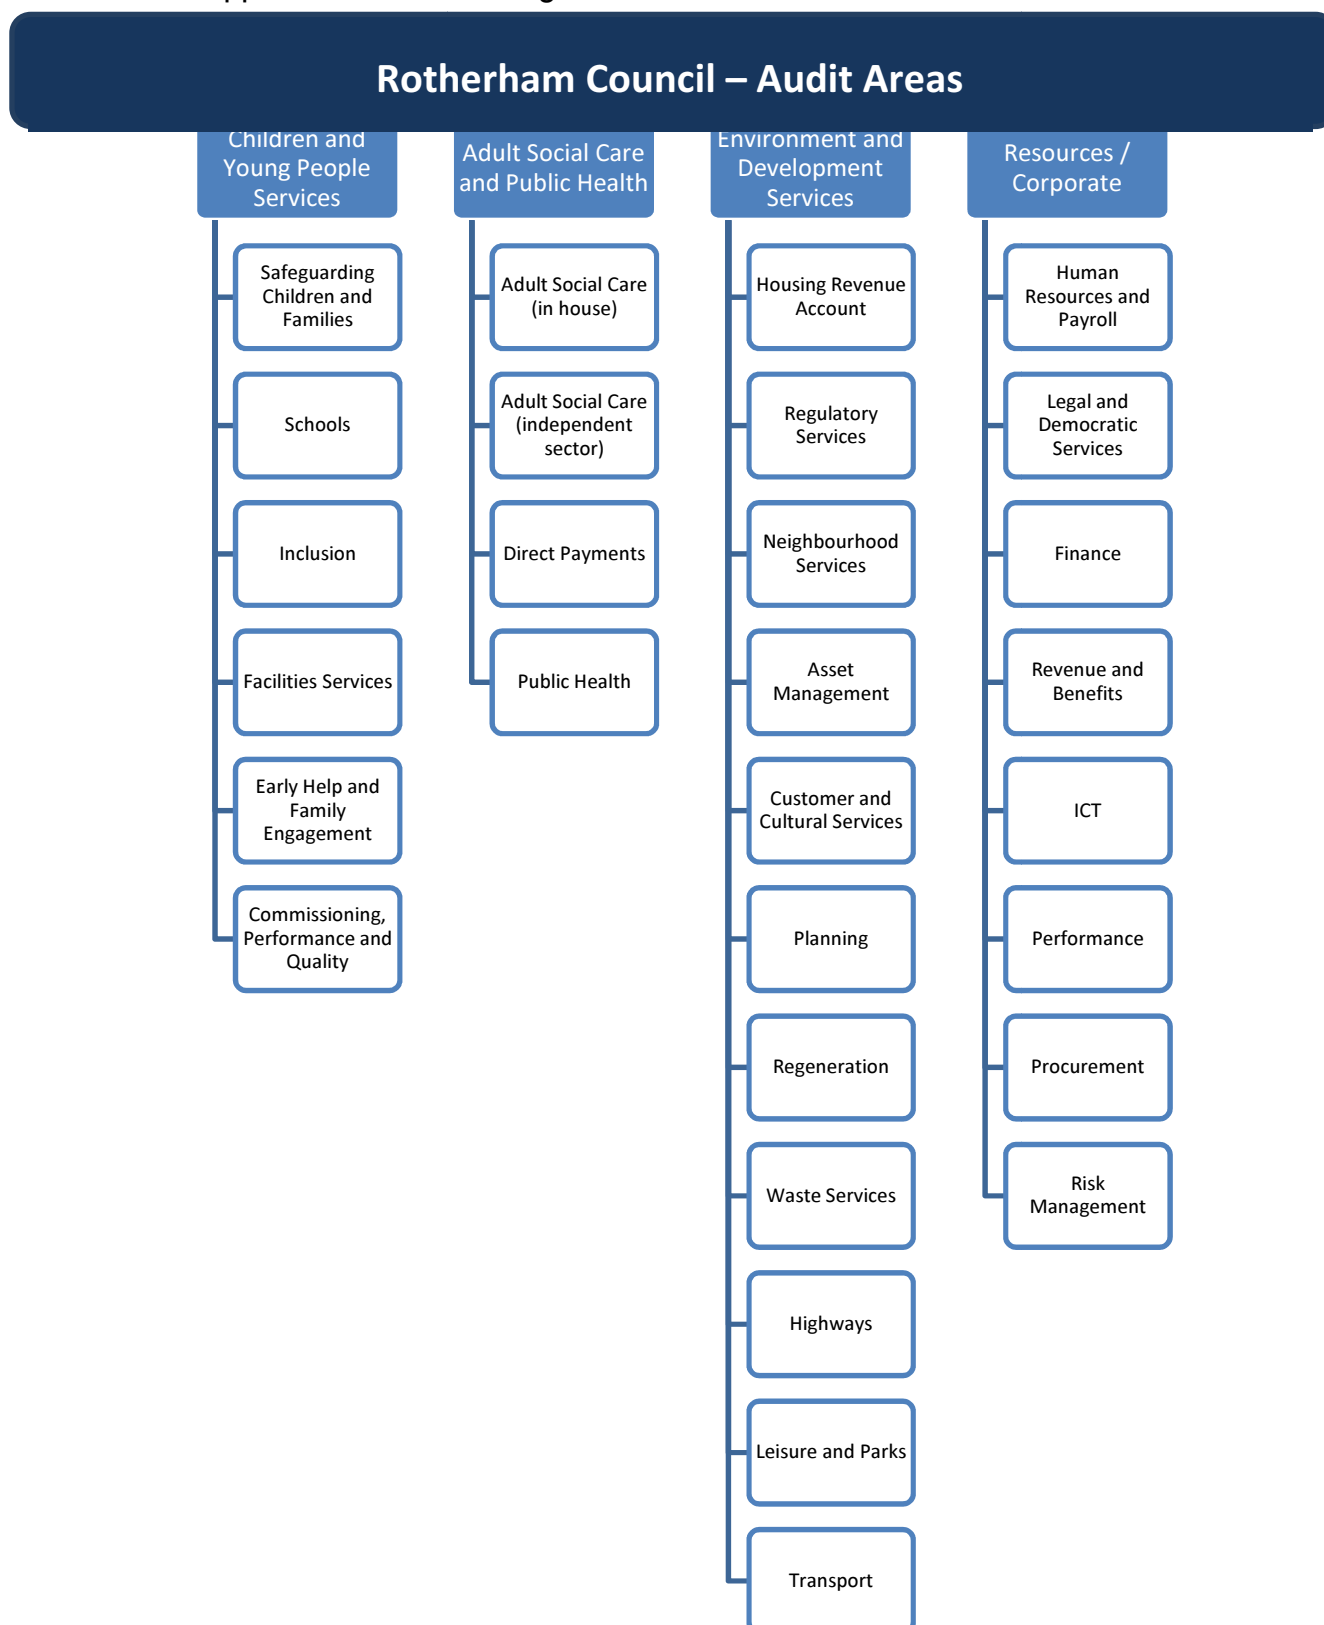 Rotherham Council – Audit Areas
Children and
Young People
Services
Safeguarding
Children and
Families
Schools
Inclusion
Facilities Services
Early Help and
Family
Engagement
Commissioning,
Performance and
Quality
Adult Social Care
and Public Health
Adult Social Care
(in house)
Adult Social Care
(independent
sector)
Direct Payments
Public Health
Environment and
Development
Services
Housing Revenue
Account
Regulatory
Services
Neighbourhood
Services
Asset
Management
Customer and
Cultural Services
Planning
Regeneration
Waste Services
Highways
Leisure and Parks
Transport
Resources /
Corporate
Human
Resources and
Payroll
Legal and
Democratic
Services
Finance
Revenue and
Benefits
ICT
Performance
Procurement
Risk
Management